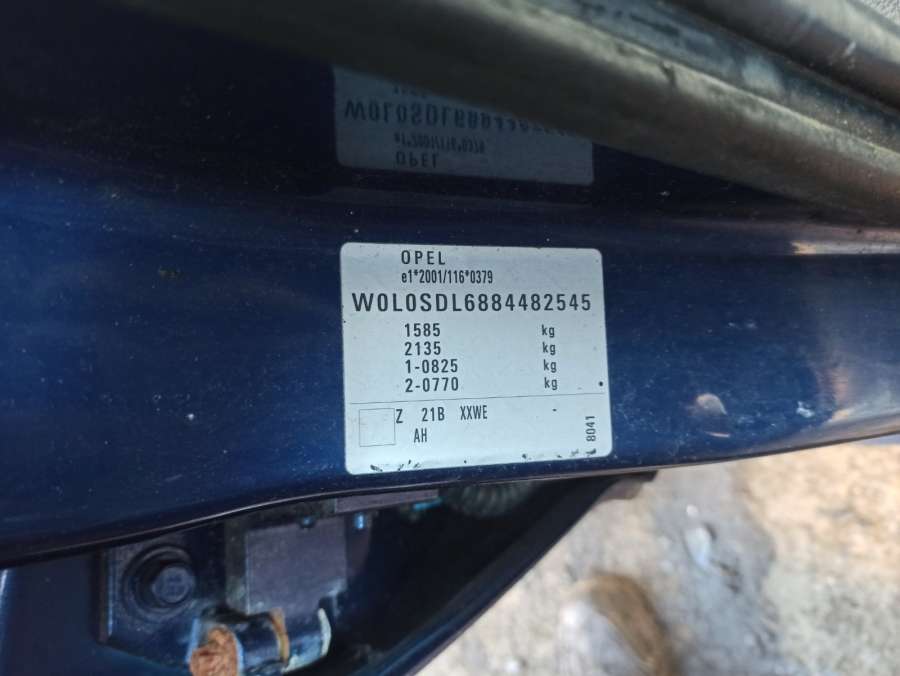 OPEL
e1*2001/116*0379
W0L0SDL6884482545
1585 kg
2135 kg
1-0825 kg
2-0770 kg
Z 21B XXWE -
AH
8041